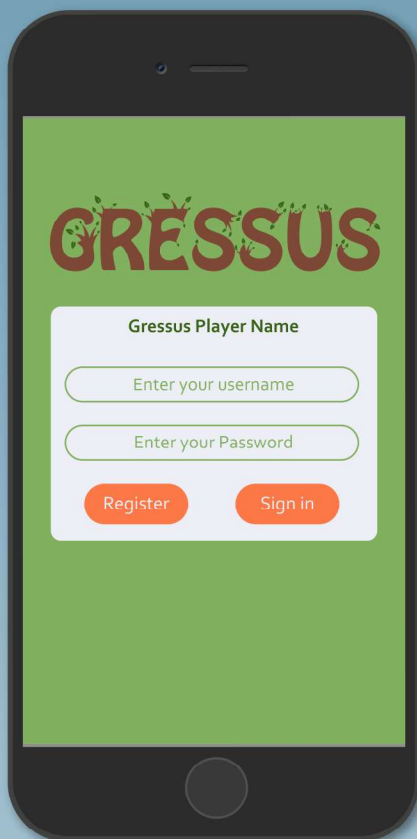 GRESSUS
Gressus Player Name
Enter your username
Enter your Password
Register
Sign in